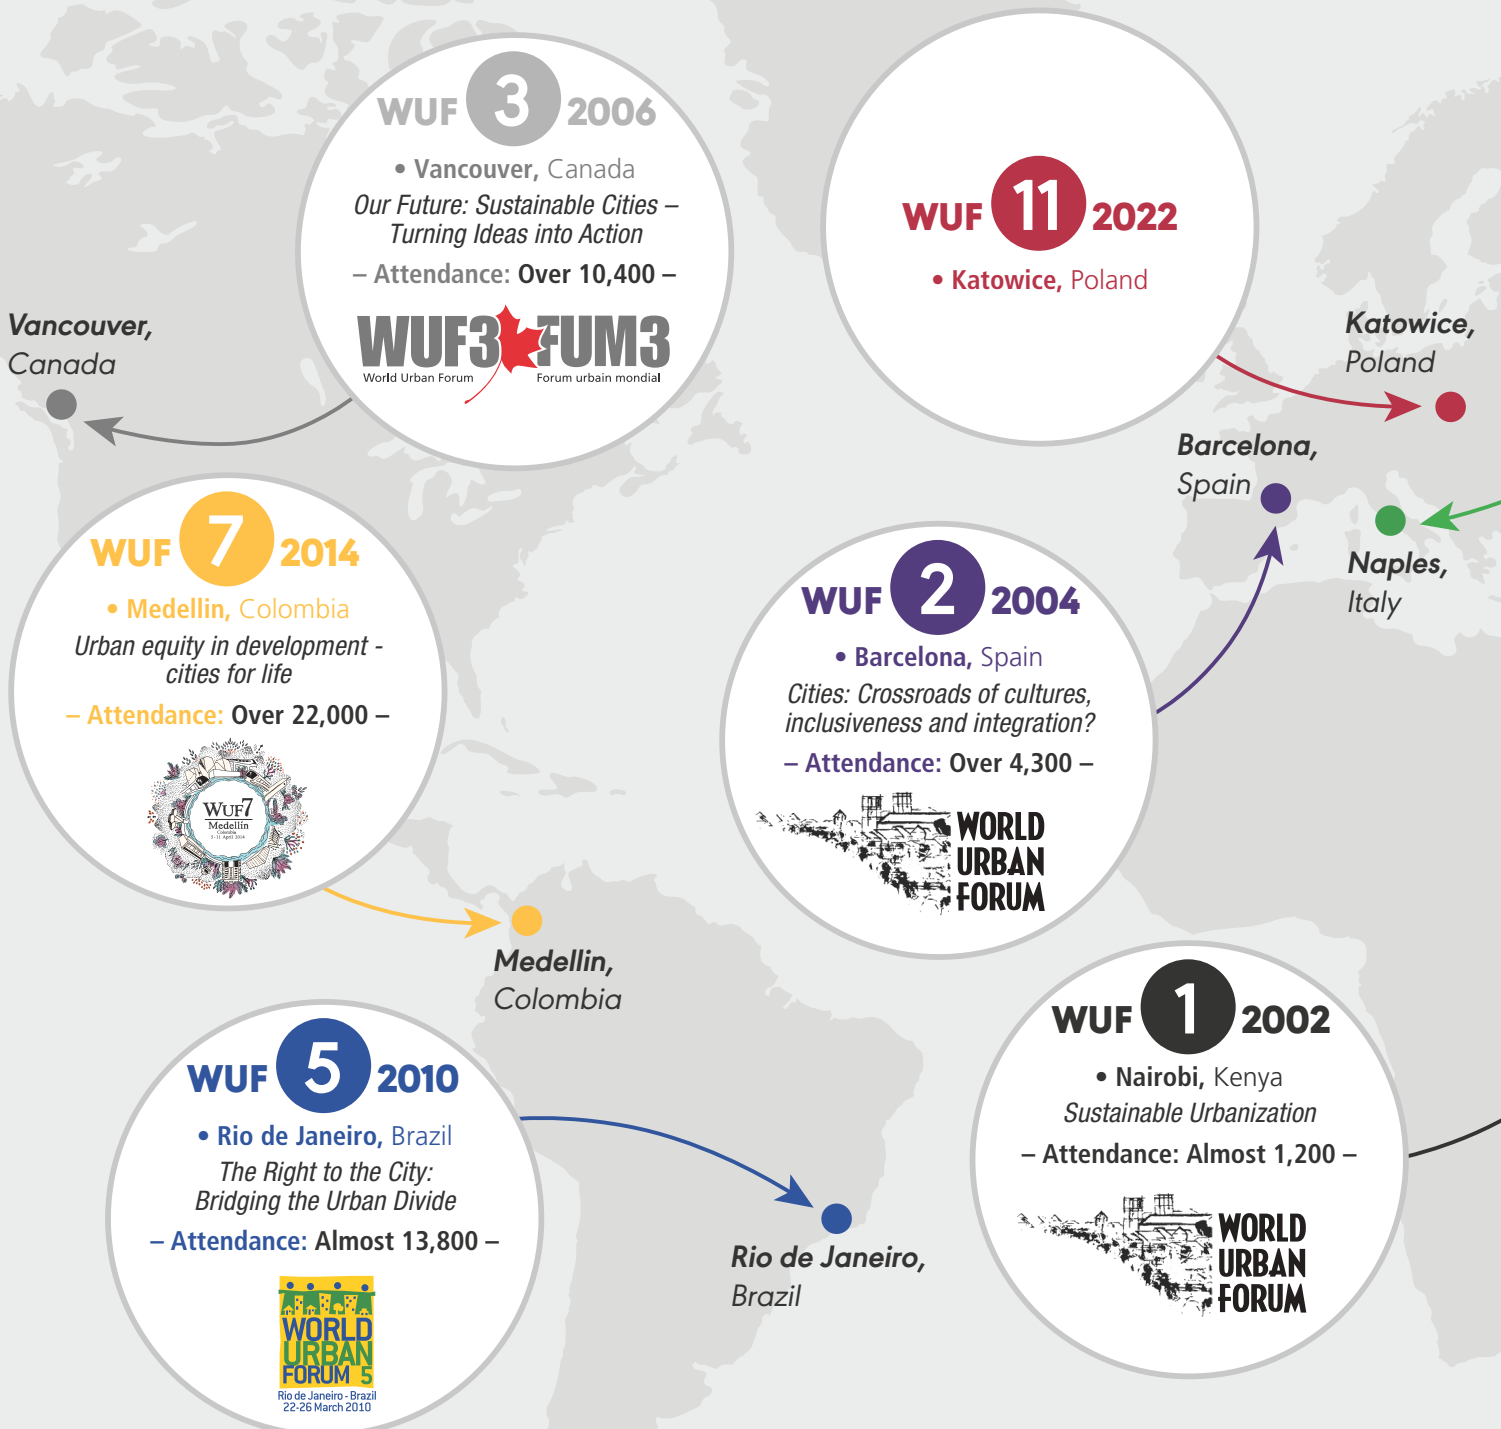 WUF 3 2006
• Vancouver, Canada
Our Future: Sustainable Cities –
Turning Ideas into Action
– Attendance: Over 10,400 –
WUF3 FUM3
World Urban Forum Forum urbain mondial
WUF 11 2022
• Katowice, Poland
Vancouver,
Canada
Katowice,
Poland
Barcelona,
Spain
Naples,
Italy
WUF 7 2014
• Medellin, Colombia
Urban equity in development -
cities for life
– Attendance: Over 22,000 –
WUF7
Medellin
Colombia
5-11 April 2014
Medellin,
Colombia
WUF 2 2004
• Barcelona, Spain
Cities: Crossroads of cultures,
inclusiveness and integration?
– Attendance: Over 4,300 –
WORLD
URBAN
FORUM
WUF 5 2010
• Rio de Janeiro, Brazil
The Right to the City:
Bridging the Urban Divide
– Attendance: Almost 13,800 –
WORLD
URBAN
FORUM 5
Rio de Janeiro - Brazil
22-26 March 2010
Rio de Janeiro,
Brazil
WUF 1 2002
• Nairobi, Kenya
Sustainable Urbanization
– Attendance: Almost 1,200 –
WORLD
URBAN
FORUM